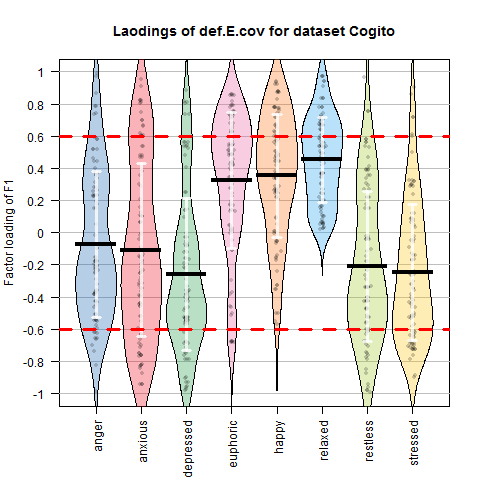 Laodings of def.E.cov for dataset Cogito
Factor loading of F1
1
0.8
0.6
0.4
0.2
0
-0.2
-0.4
-0.6
-0.8
-1
anger
anxious
depressed
euphoric
happy
relaxed
restless
stressed